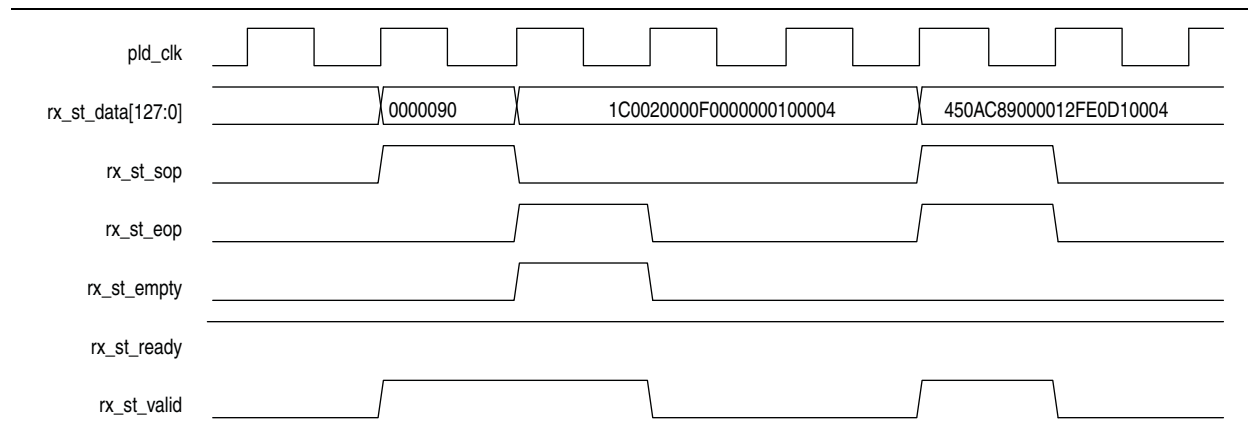 pld_clk
rx_st_data[127:0] 0000090 1C0020000F0000000100004 450AC89000012FE0D10004
rx_st_sop
rx_st_eop
rx_st_empty
rx_st_ready
rx_st_valid